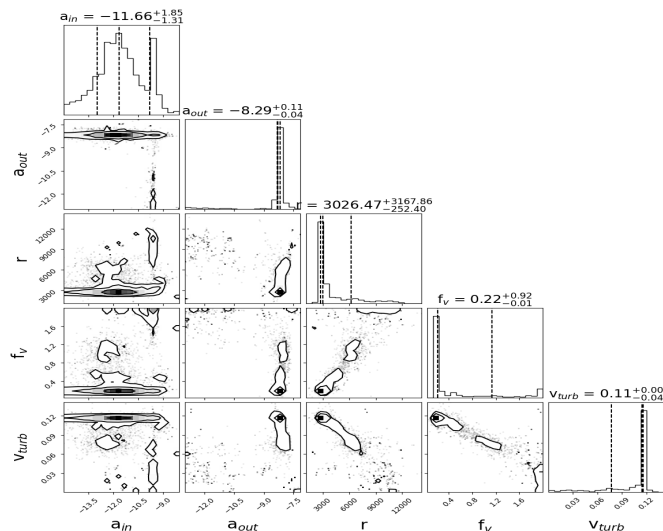 a_in = −11.66 +1.85 −1.31
a_out = −8.29 +0.11 −0.04
r = 3026.47 +3167.86 −252.40
f_v = 0.22 +0.92 −0.01
v_turb = 0.11 +0.00 −0.04
a_out
−7.5
−9.0
−10.5
−12.0
r
12000
9000
6000
3000
f_v
1.6
1.2
0.8
0.4
v_turb
0.12
0.09
0.06
0.03
−13.5 −12.0 −10.5 −9.0
−12.0 −10.5 −9.0 −7.5
3000 6000 9000 12000
0.4 0.8 1.2 1.6
0.03 0.06 0.09 0.12
a_in a_out r f_v v_turb